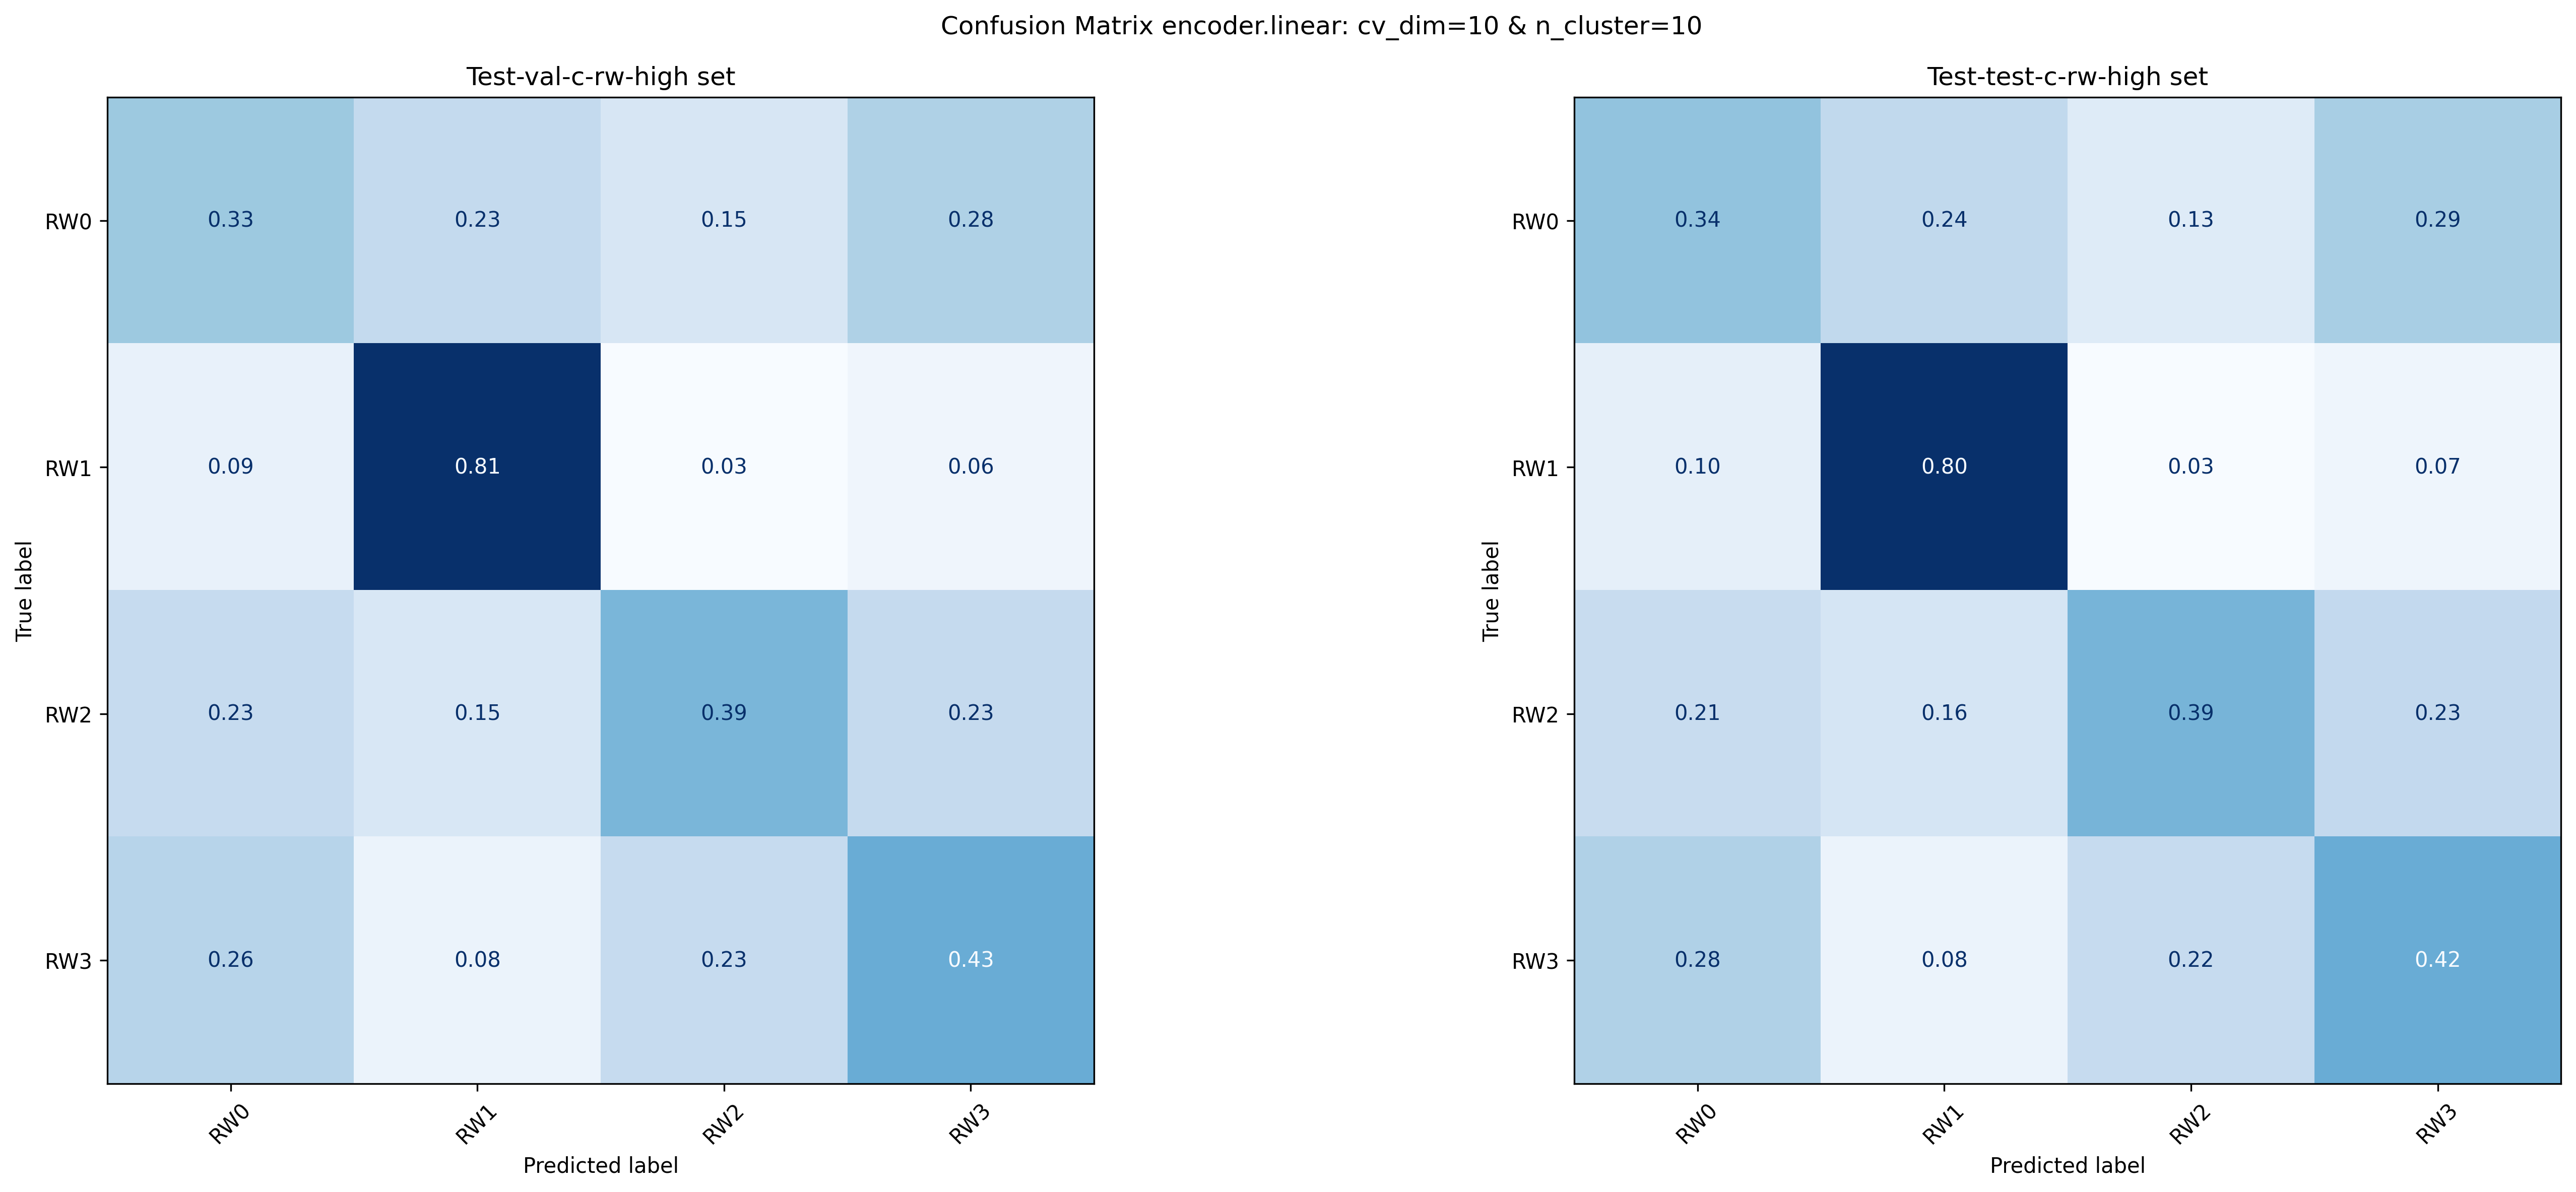 Confusion Matrix encoder.linear: cv_dim=10 & n_cluster=10
Test-val-c-rw-high set
True label
RW0 0.33 0.23 0.15 0.28
RW1 0.09 0.81 0.03 0.06
RW2 0.23 0.15 0.39 0.23
RW3 0.26 0.08 0.23 0.43
RW0 RW1 RW2 RW3
Predicted label
Test-test-c-rw-high set
True label
RW0 0.34 0.24 0.13 0.29
RW1 0.10 0.80 0.03 0.07
RW2 0.21 0.16 0.39 0.23
RW3 0.28 0.08 0.22 0.42
RW0 RW1 RW2 RW3
Predicted label